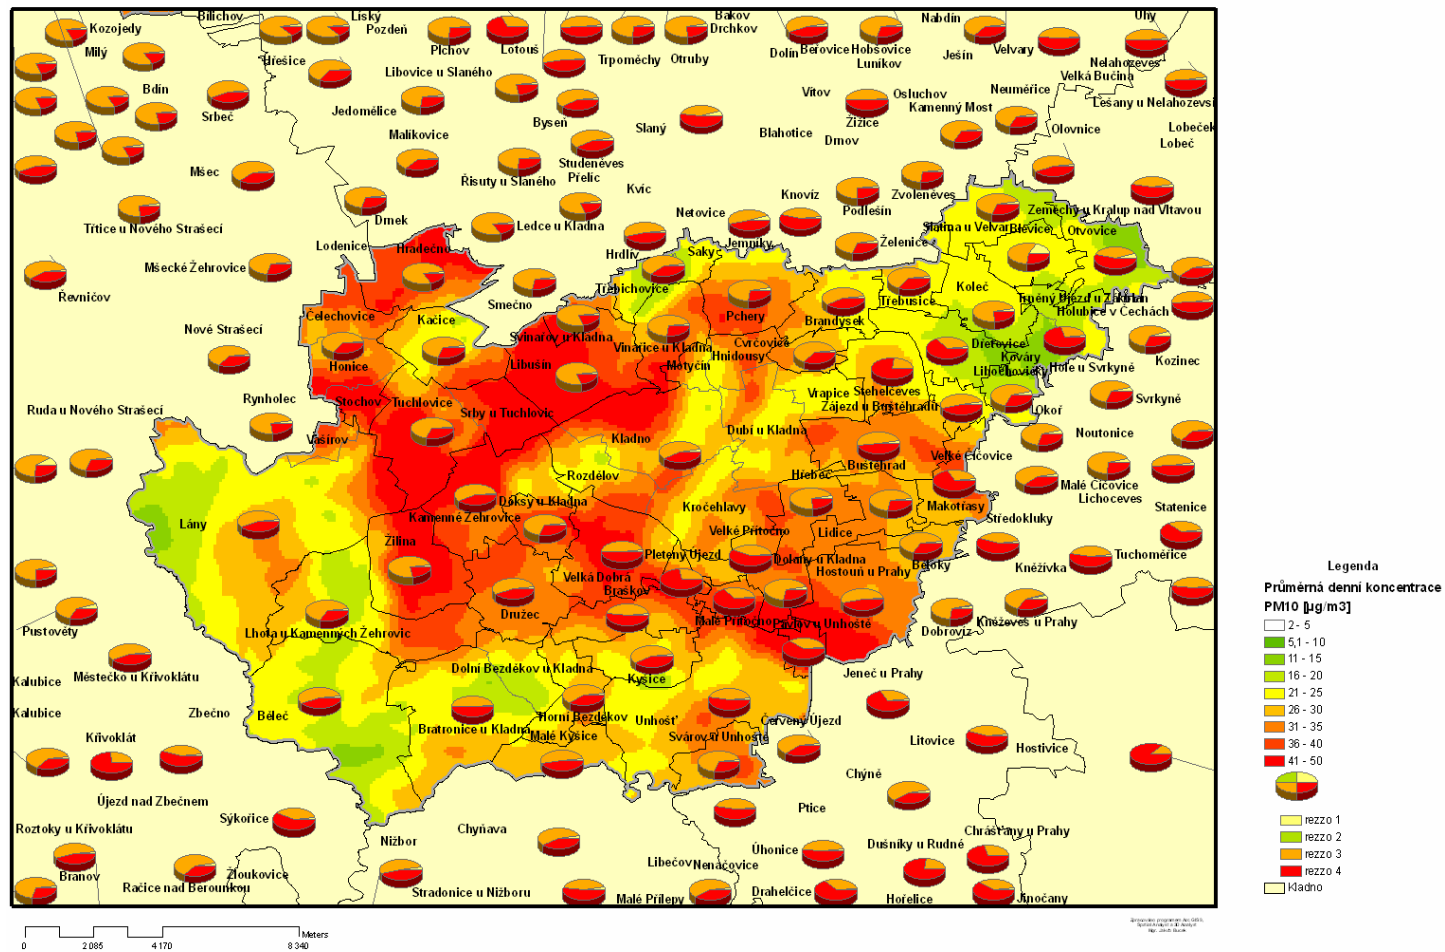 Bílichov
Liský
Bakov
Nabdín
Uhy
Kozojedy
Pozdeň
Plchov
Lotouš
Drchkov
Dolín
Beřovice
Hobšovice
Velvary
Milý
Hřešice
Trpoměchy
Otruby
Luníkov
Ješín
Nelahozeves
Libovice u Slaného
Velká Bučina
Bdín
Vítov
Osluchov
Neuměřice
Lešany u Nelahozevsi
Srbeč
Jedomělice
Byseň
Slaný
Žižice
Kamenný Most
Olovnice
Lobeček
Malíkovice
Blahotice
Drnov
Lobeč
Studeněves
Mšec
Řisuty u Slaného
Přelíc
Kvíc
Knovíz
Zvoleněves
Podlešín
Třtice u Nového Strašecí
Drnek
Ledce u Kladna
Netovice
Slatina u Velvar
Blevice
Zeměchy u Kralup nad Vltavou
Otvovice
Lodenice
Hradečno
Hrdlív
Saky
Jemníky
Želenice
Mšecké Žehrovice
Řevničov
Smečno
Třebichovice
Třebusice
Koleč
Holubice v Čechách
Čelechovice
Kačice
Pchery
Brandýsek
Nové Strašecí
Svinařov u Kladna
Vinařice u Kladna
Cvrčovice
Hnidousy
Dřetovice
Kováry
Kozinec
Honice
Libušín
Motyčín
Stehelčeves
Libochovičky
Hole u Svrkyně
Rynholec
Stochov
Tuchlovice
Srby u Tuchlovic
Vrapice
Zájezd u Buštěhradu
Okoř
Svrkyně
Ruda u Nového Strašecí
Vašírov
Kladno
Dubí u Kladna
Noutonice
Rozdělov
Hřebeč
Buštěhrad
Velké Číčovice
Malé Číčovice
Lichoceves
Lány
Doksy u Kladna
Kamenné Žehrovice
Kročehlavy
Makotřasy
Středokluky
Statenice
Žilina
Velké Přítočno
Lidice
Pletený Újezd
Dolany u Kladna
Hostouň u Prahy
Běloky
Kněžívka
Tuchoměřice
Velká Dobrá
Braškov
Družec
Malé Přítočno
Pavlov u Unhoště
Dobrovíz
Kněževes u Prahy
Pustověty
Lhota u Kamenných Žehrovic
Dolní Bezděkov u Kladna
Kyšice
Jeneč u Prahy
Kalubice
Městečko u Křivoklátu
Kalubice
Zbečno
Běleč
Bratronice u Kladna
Horní Bezděkov
Malé Kyšice
Unhošť
Svárov u Unhoště
Červený Újezd
Křivoklát
Litovice
Hostivice
Chýně
Újezd nad Zbečnem
Ptice
Sýkořice
Roztoky u Křivoklátu
Chyňava
Nižbor
Chrášťany u Prahy
Dušníky u Rudné
Úhonice
Libečov
Nenačovice
Branov
Račice nad Berounkou
Žloukovice
Stradonice u Nižboru
Malé Přílepy
Drahelčice
Hořelice
Jinočany
Legenda
Průměrná denní koncentrace
PM10 [µg/m3]
2 - 5
5,1 - 10
11 - 15
16 - 20
21 - 25
26 - 30
31 - 35
36 - 40
41 - 50
rezzo 1
rezzo 2
rezzo 3
rezzo 4
Kladno
Meters
0 2 085 4 170 8 340